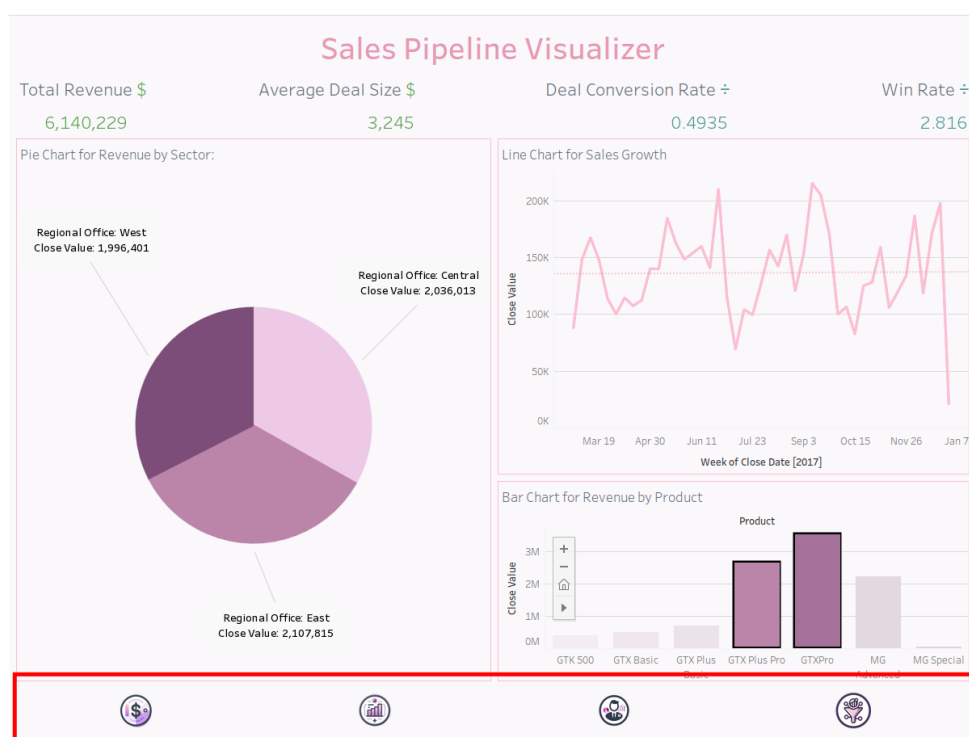 Sales Pipeline Visualizer
Total Revenue $
Average Deal Size $
Deal Conversion Rate ÷
Win Rate ÷
6,140,229
3,245
0.4935
2.816
Pie Chart for Revenue by Sector:
Regional Office: West
Close Value: 1,996,401
Regional Office: Central
Close Value: 2,036,013
Regional Office: East
Close Value: 2,107,815
Line Chart for Sales Growth
Close Value
200K
150K
100K
50K
0K
Mar 19 Apr 30 Jun 11 Jul 23 Sep 3 Oct 15 Nov 26 Jan 7
Week of Close Date [2017]
Bar Chart for Revenue by Product
Product
Close Value
3M
2M
1M
0M
GTK 500 GTX Basic GTX Plus Basic GTX Plus Pro GTXPro MG Advanced MG Special